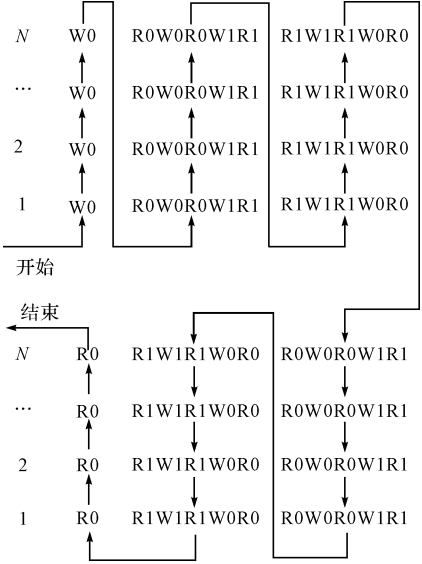 N W0 R0W0R0W1R1 R1W1R1W0R0
… W0 R0W0R0W1R1 R1W1R1W0R0
2 W0 R0W0R0W1R1 R1W1R1W0R0
1 W0 R0W0R0W1R1 R1W1R1W0R0
开始
结束
N R0 R1W1R1W0R0 R0W0R0W1R1
… R0 R1W1R1W0R0 R0W0R0W1R1
2 R0 R1W1R1W0R0 R0W0R0W1R1
1 R0 R1W1R1W0R0 R0W0R0W1R1